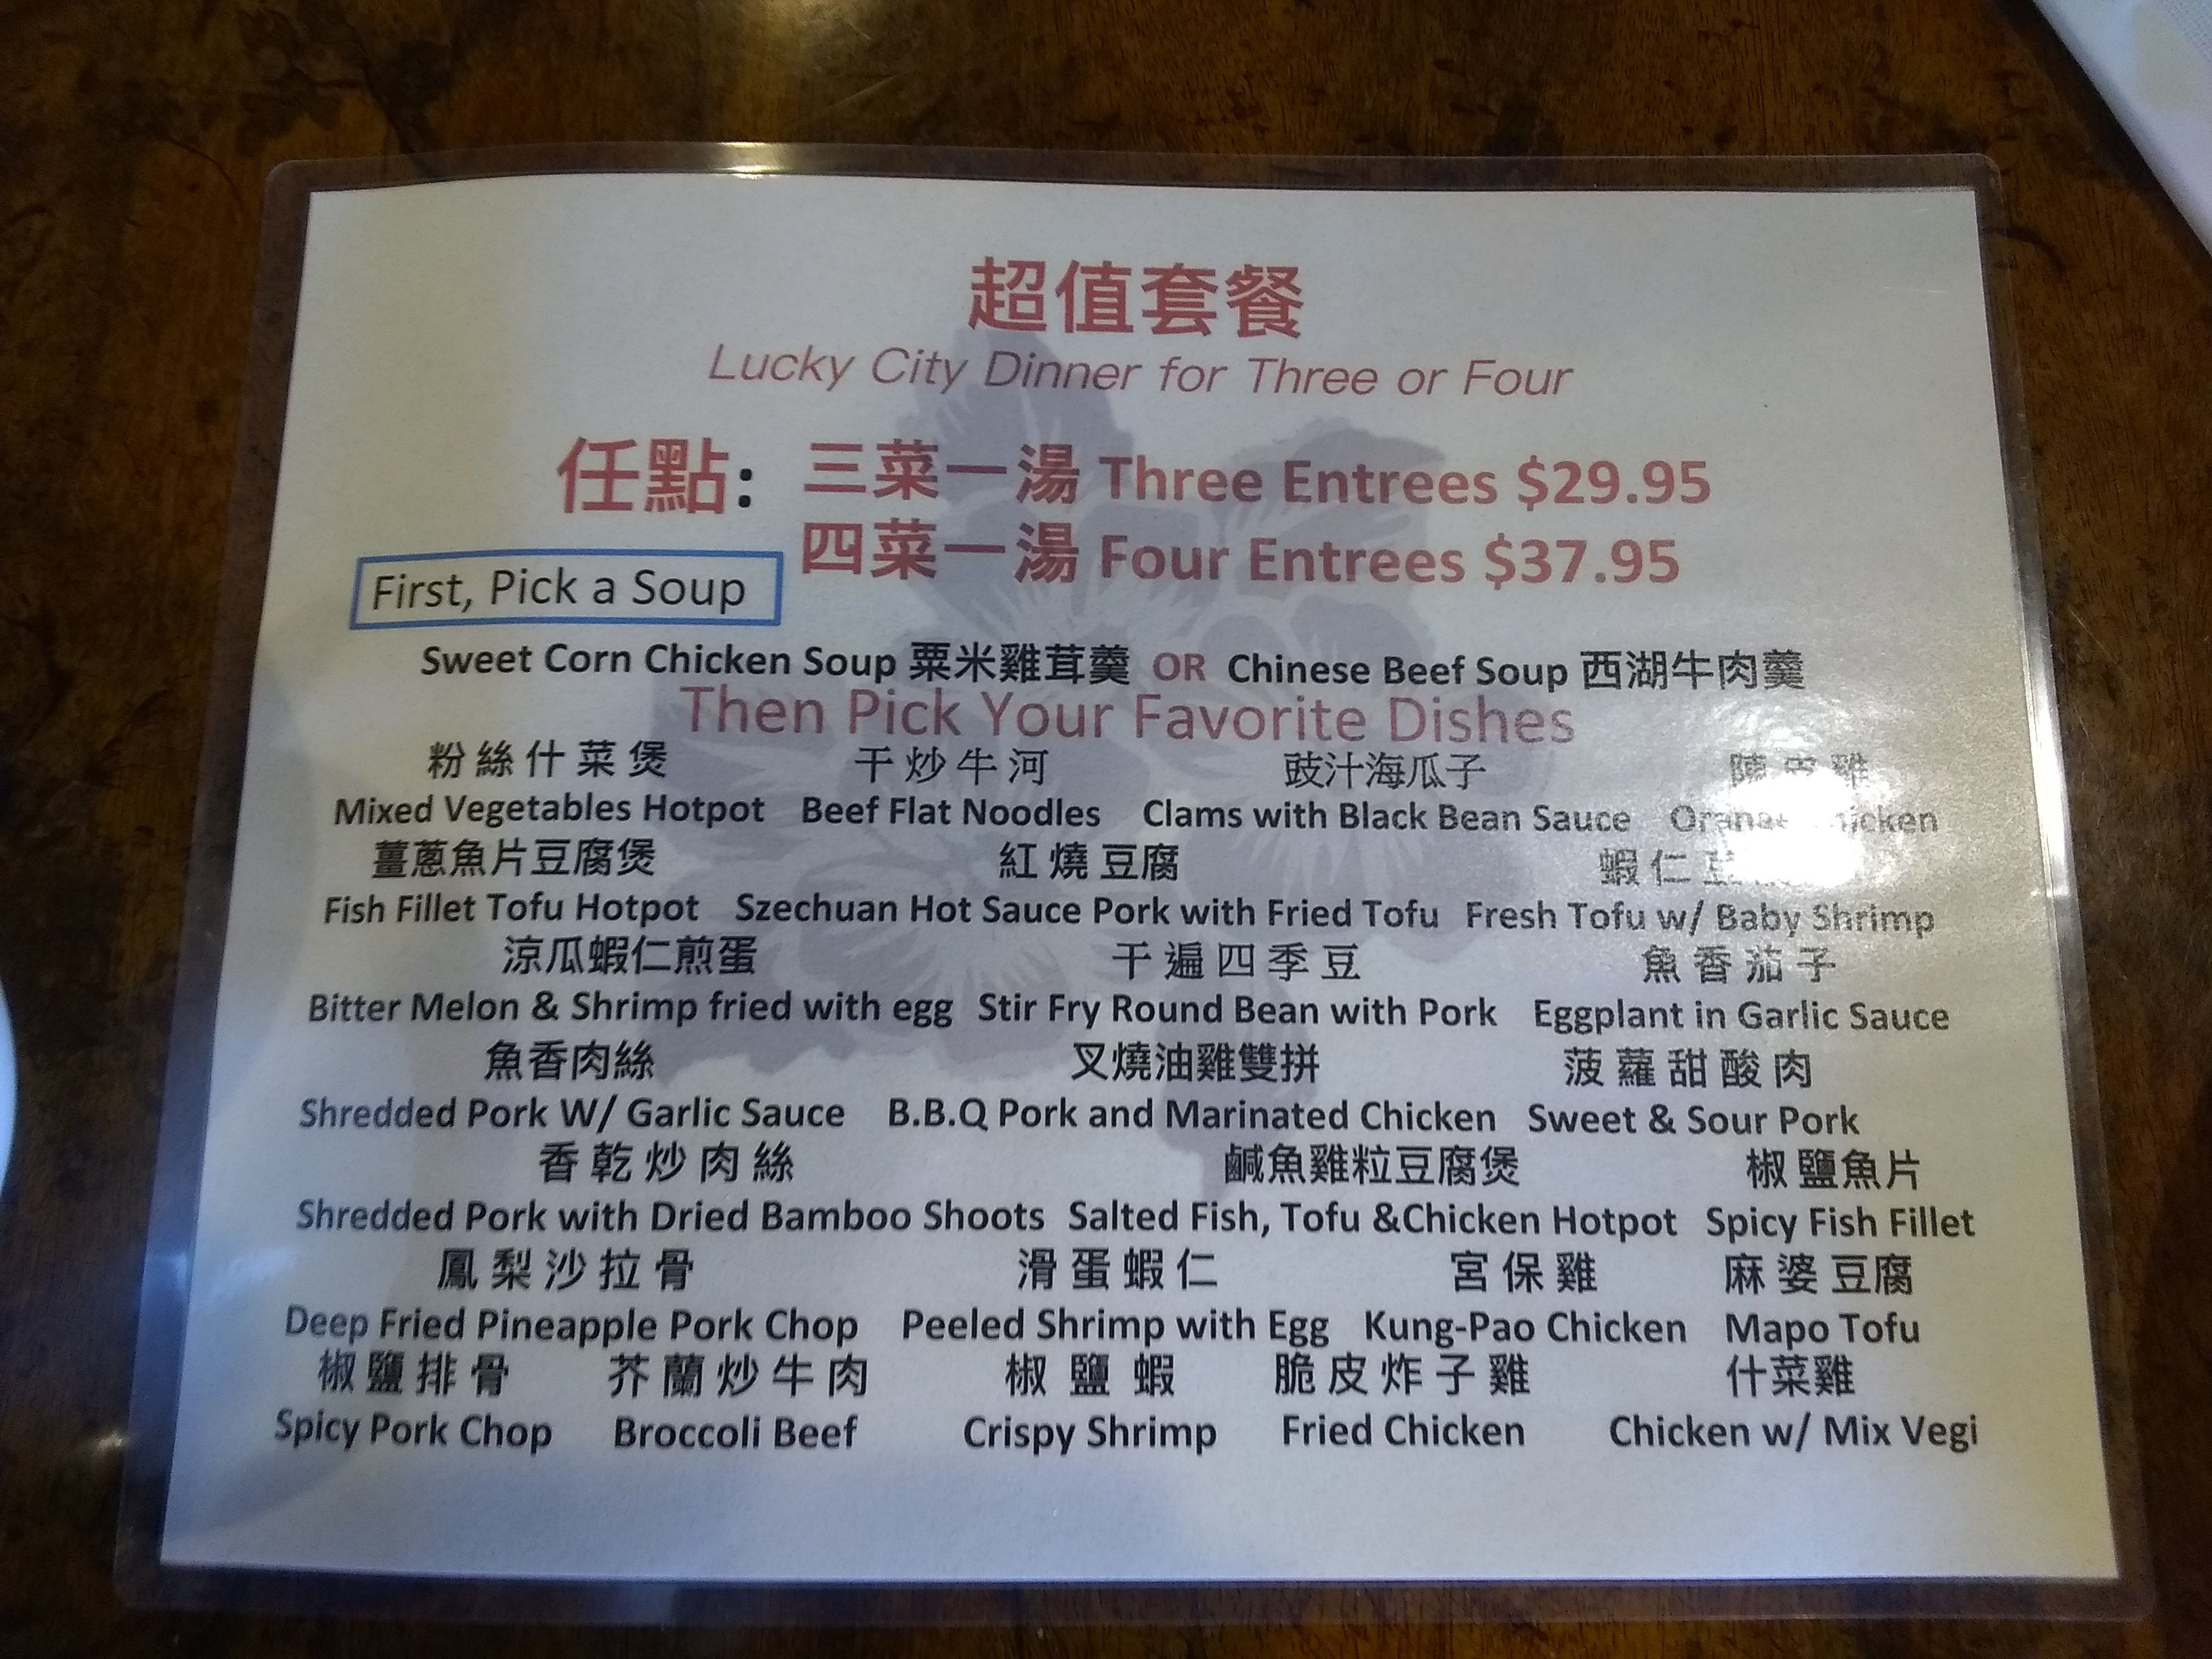 超值套餐
Lucky City Dinner for Three or Four
任點: 三菜一湯 Three Entrees $29.95
四菜一湯 Four Entrees $37.95
First, Pick a Soup
Sweet Corn Chicken Soup 粟米雞茸羹 OR Chinese Beef Soup 西湖牛肉羹
Then Pick Your Favorite Dishes
粉絲什菜煲 干炒牛河 豉汁海瓜子 陳皮雞
Mixed Vegetables Hotpot Beef Flat Noodles Clams with Black Bean Sauce Orange Chicken
薑蔥魚片豆腐煲 紅燒豆腐 蝦仁
Fish Fillet Tofu Hotpot Szechuan Hot Sauce Pork with Fried Tofu Fresh Tofu w/ Baby Shrimp
涼瓜蝦仁煎蛋 干遍四季豆 魚香茄子
Bitter Melon & Shrimp fried with egg Stir Fry Round Bean with Pork Eggplant in Garlic Sauce
魚香肉絲 叉燒油雞雙拼 菠蘿甜酸肉
Shredded Pork W/ Garlic Sauce B.B.Q Pork and Marinated Chicken Sweet & Sour Pork
香乾炒肉絲 鹹魚雞粒豆腐煲 椒鹽魚片
Shredded Pork with Dried Bamboo Shoots Salted Fish, Tofu &Chicken Hotpot Spicy Fish Fillet
鳳梨沙拉骨 滑蛋蝦仁 宮保雞 麻婆豆腐
Deep Fried Pineapple Pork Chop Peeled Shrimp with Egg Kung-Pao Chicken Mapo Tofu
椒鹽排骨 芥蘭炒牛肉 椒鹽蝦 脆皮炸子雞 什菜雞
Spicy Pork Chop Broccoli Beef Crispy Shrimp Fried Chicken Chicken w/ Mix Vegi